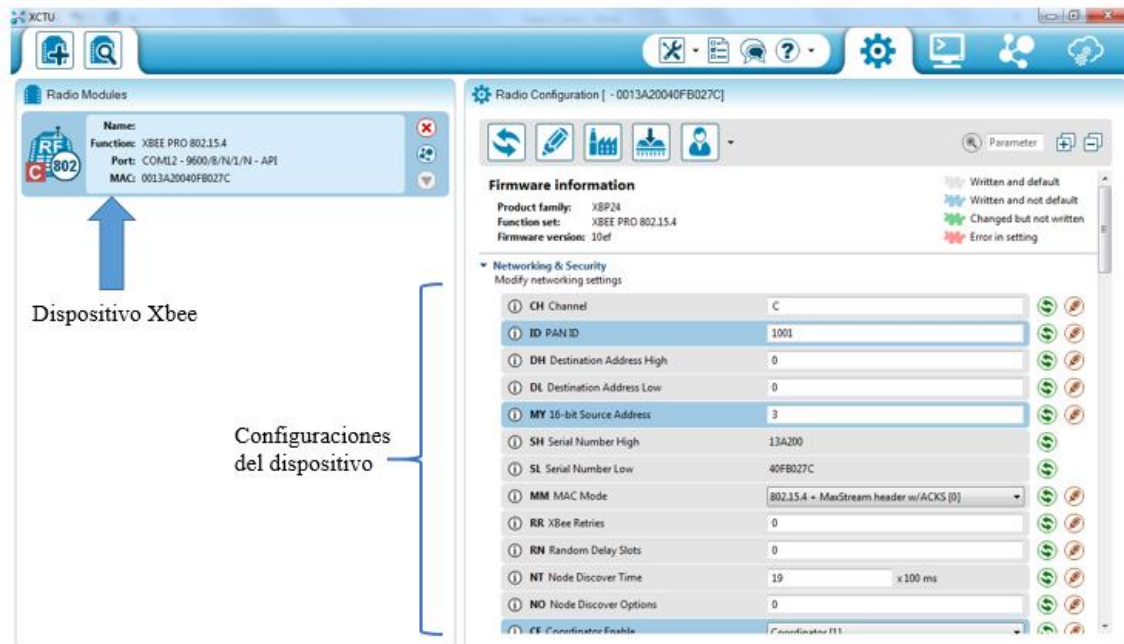 XCTU
Radio Modules
RF
C 802
Name:
Function: XBEE PRO 802.15.4
Port: COM12 - 9600/8/N/1/N - API
MAC: 0013A20040FB027C
Dispositivo Xbee
Configuraciones
del dispositivo
Radio Configuration [ - 0013A20040FB027C]
Parameter
Firmware information
Product family: XBP24
Function set: XBEE PRO 802.15.4
Firmware version: 10ef
Written and default
Written and not default
Changed but not written
Error in setting
Networking & Security
Modify networking settings
CH Channel C
ID PAN ID 1001
DH Destination Address High 0
DL Destination Address Low 0
MY 16-bit Source Address 3
SH Serial Number High 13A200
SL Serial Number Low 40FB027C
MM MAC Mode 802.15.4 + MaxStream header w/ACKS [0]
RR XBee Retries 0
RN Random Delay Slots 0
NT Node Discover Time 19 x 100 ms
NO Node Discover Options 0
CE Coordinator Enable Coordinator [1]